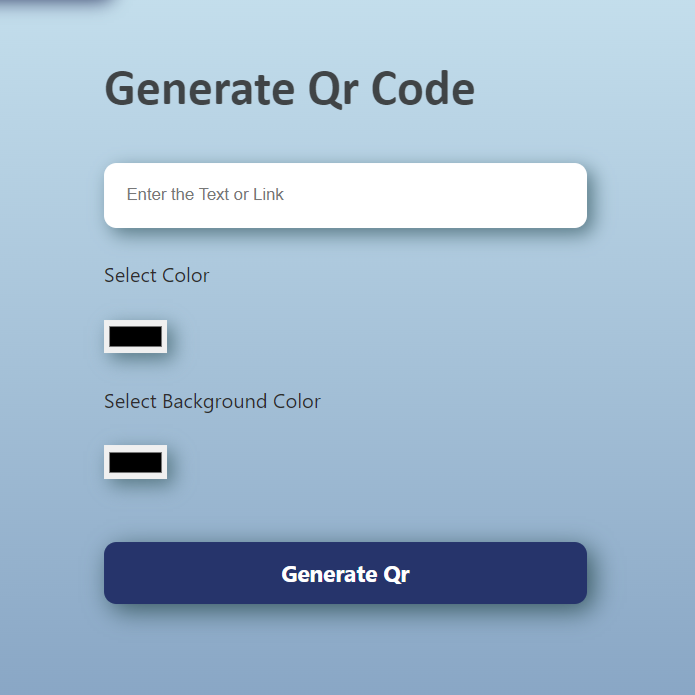 Generate Qr Code
Enter the Text or Link
Select Color
Select Background Color
Generate Qr